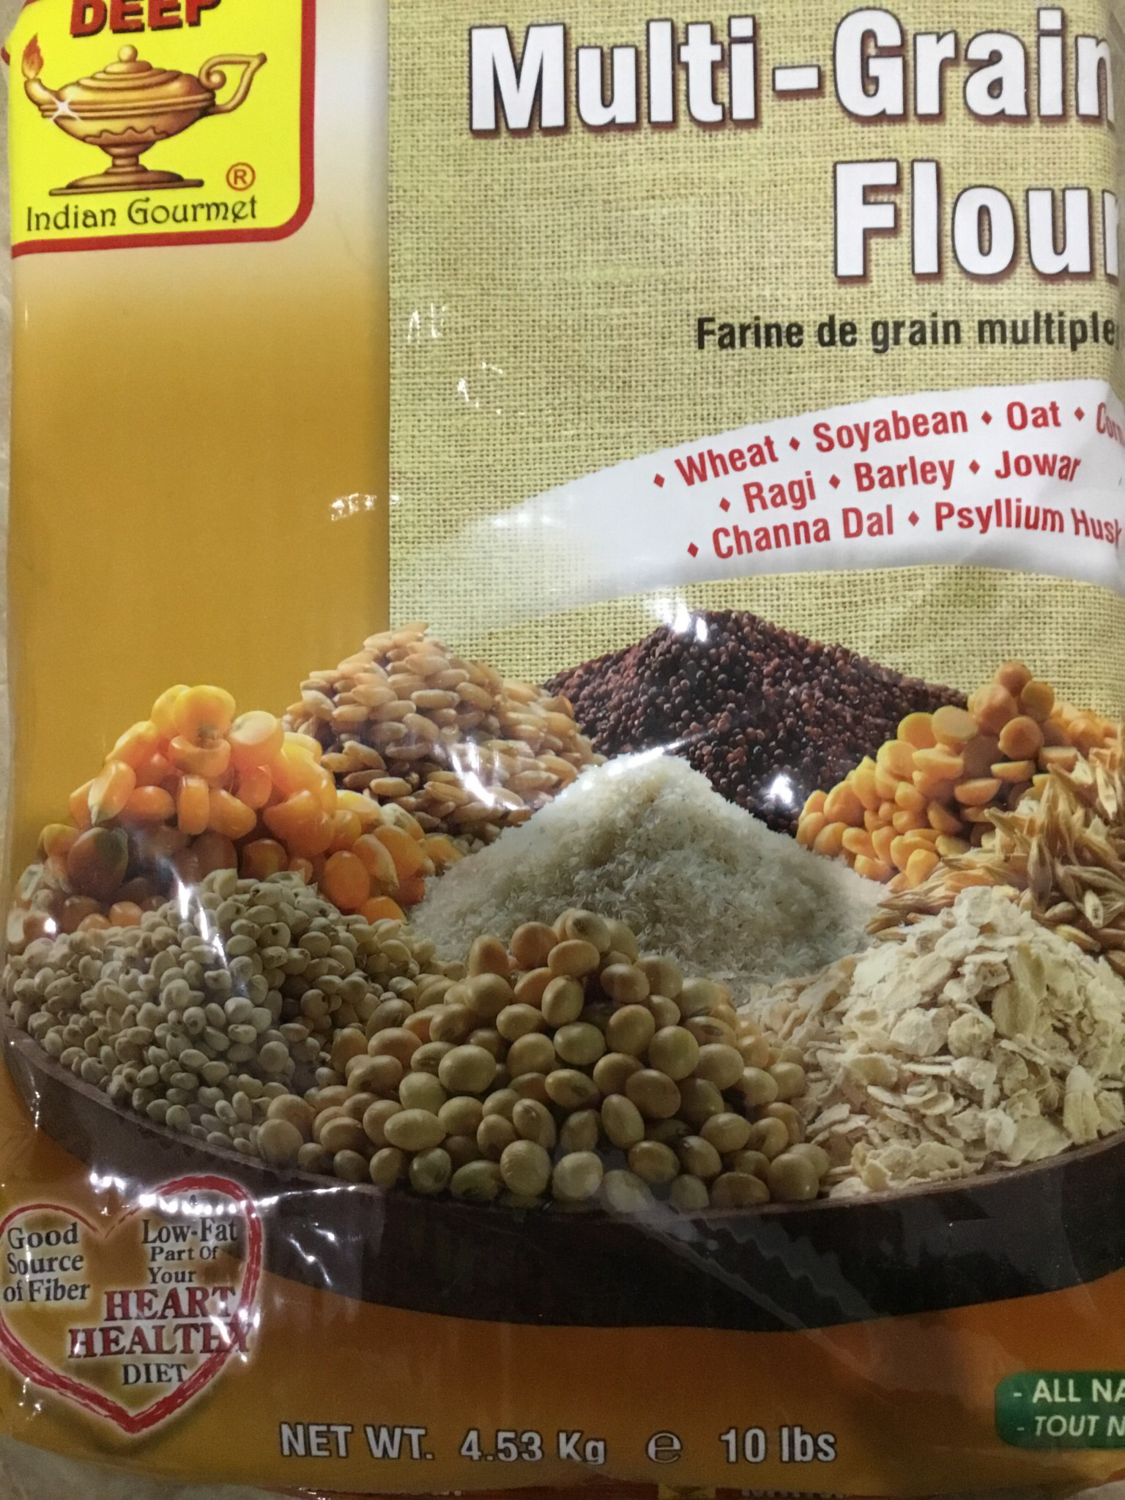 DEEP
®
Indian Gourmet
Multi-Grain
Flour
Farine de grain multiple
♦ Wheat ♦ Soyabean ♦ Oat ♦ Corn
♦ Ragi ♦ Barley ♦ Jowar
♦ Channa Dal ♦ Psyllium Husk
Good
Source
of Fiber
Low-Fat
Part Of
Your
HEART
HEALTHY
DIET
- ALL NA
- TOUT N
NET WT. 4.53 Kg e 10 lbs